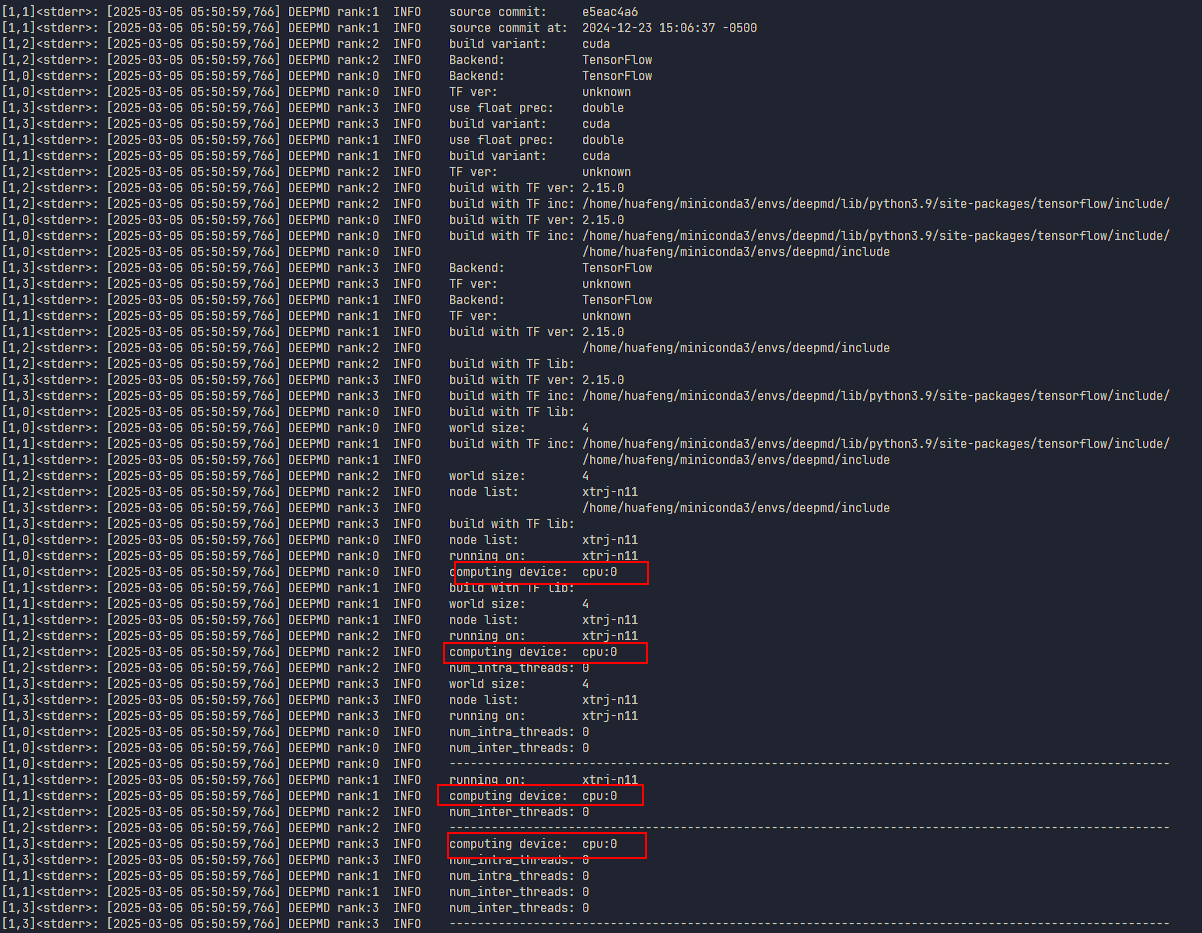 [1,1]<stderr>: [2025-03-05 05:50:59,766] DEEPMD rank:1  INFO    source commit:     e5eac4a6
[1,1]<stderr>: [2025-03-05 05:50:59,766] DEEPMD rank:1  INFO    source commit at:  2024-12-23 15:06:37 -0500
[1,2]<stderr>: [2025-03-05 05:50:59,766] DEEPMD rank:2  INFO    build variant:     cuda
[1,2]<stderr>: [2025-03-05 05:50:59,766] DEEPMD rank:2  INFO    Backend:           TensorFlow
[1,0]<stderr>: [2025-03-05 05:50:59,766] DEEPMD rank:0  INFO    Backend:           TensorFlow
[1,0]<stderr>: [2025-03-05 05:50:59,766] DEEPMD rank:0  INFO    TF ver:            unknown
[1,3]<stderr>: [2025-03-05 05:50:59,766] DEEPMD rank:3  INFO    use float prec:    double
[1,3]<stderr>: [2025-03-05 05:50:59,766] DEEPMD rank:3  INFO    build variant:     cuda
[1,1]<stderr>: [2025-03-05 05:50:59,766] DEEPMD rank:1  INFO    use float prec:    double
[1,1]<stderr>: [2025-03-05 05:50:59,766] DEEPMD rank:1  INFO    build variant:     cuda
[1,2]<stderr>: [2025-03-05 05:50:59,766] DEEPMD rank:2  INFO    TF ver:            unknown
[1,2]<stderr>: [2025-03-05 05:50:59,766] DEEPMD rank:2  INFO    build with TF ver: 2.15.0
[1,2]<stderr>: [2025-03-05 05:50:59,766] DEEPMD rank:2  INFO    build with TF inc: /home/huafeng/miniconda3/envs/deepmd/lib/python3.9/site-packages/tensorflow/include/
[1,0]<stderr>: [2025-03-05 05:50:59,766] DEEPMD rank:0  INFO    build with TF ver: 2.15.0
[1,0]<stderr>: [2025-03-05 05:50:59,766] DEEPMD rank:0  INFO    build with TF inc: /home/huafeng/miniconda3/envs/deepmd/lib/python3.9/site-packages/tensorflow/include/
[1,0]<stderr>: [2025-03-05 05:50:59,766] DEEPMD rank:0  INFO                       /home/huafeng/miniconda3/envs/deepmd/include
[1,3]<stderr>: [2025-03-05 05:50:59,766] DEEPMD rank:3  INFO    Backend:           TensorFlow
[1,3]<stderr>: [2025-03-05 05:50:59,766] DEEPMD rank:3  INFO    TF ver:            unknown
[1,1]<stderr>: [2025-03-05 05:50:59,766] DEEPMD rank:1  INFO    Backend:           TensorFlow
[1,1]<stderr>: [2025-03-05 05:50:59,766] DEEPMD rank:1  INFO    TF ver:            unknown
[1,1]<stderr>: [2025-03-05 05:50:59,766] DEEPMD rank:1  INFO    build with TF ver: 2.15.0
[1,2]<stderr>: [2025-03-05 05:50:59,766] DEEPMD rank:2  INFO                       /home/huafeng/miniconda3/envs/deepmd/include
[1,2]<stderr>: [2025-03-05 05:50:59,766] DEEPMD rank:2  INFO    build with TF lib:
[1,3]<stderr>: [2025-03-05 05:50:59,766] DEEPMD rank:3  INFO    build with TF ver: 2.15.0
[1,3]<stderr>: [2025-03-05 05:50:59,766] DEEPMD rank:3  INFO    build with TF inc: /home/huafeng/miniconda3/envs/deepmd/lib/python3.9/site-packages/tensorflow/include/
[1,0]<stderr>: [2025-03-05 05:50:59,766] DEEPMD rank:0  INFO    build with TF lib:
[1,0]<stderr>: [2025-03-05 05:50:59,766] DEEPMD rank:0  INFO    world size:        4
[1,1]<stderr>: [2025-03-05 05:50:59,766] DEEPMD rank:1  INFO    build with TF inc: /home/huafeng/miniconda3/envs/deepmd/lib/python3.9/site-packages/tensorflow/include/
[1,1]<stderr>: [2025-03-05 05:50:59,766] DEEPMD rank:1  INFO                       /home/huafeng/miniconda3/envs/deepmd/include
[1,2]<stderr>: [2025-03-05 05:50:59,766] DEEPMD rank:2  INFO    world size:        4
[1,2]<stderr>: [2025-03-05 05:50:59,766] DEEPMD rank:2  INFO    node list:         xtrj-n11
[1,3]<stderr>: [2025-03-05 05:50:59,766] DEEPMD rank:3  INFO                       /home/huafeng/miniconda3/envs/deepmd/include
[1,3]<stderr>: [2025-03-05 05:50:59,766] DEEPMD rank:3  INFO    build with TF lib:
[1,0]<stderr>: [2025-03-05 05:50:59,766] DEEPMD rank:0  INFO    node list:         xtrj-n11
[1,0]<stderr>: [2025-03-05 05:50:59,766] DEEPMD rank:0  INFO    running on:        xtrj-n11
[1,0]<stderr>: [2025-03-05 05:50:59,766] DEEPMD rank:0  INFO    computing device:  cpu:0
[1,1]<stderr>: [2025-03-05 05:50:59,766] DEEPMD rank:1  INFO    build with TF lib:
[1,1]<stderr>: [2025-03-05 05:50:59,766] DEEPMD rank:1  INFO    world size:        4
[1,1]<stderr>: [2025-03-05 05:50:59,766] DEEPMD rank:1  INFO    node list:         xtrj-n11
[1,2]<stderr>: [2025-03-05 05:50:59,766] DEEPMD rank:2  INFO    running on:        xtrj-n11
[1,2]<stderr>: [2025-03-05 05:50:59,766] DEEPMD rank:2  INFO    computing device:  cpu:0
[1,2]<stderr>: [2025-03-05 05:50:59,766] DEEPMD rank:2  INFO    num_intra_threads: 0
[1,3]<stderr>: [2025-03-05 05:50:59,766] DEEPMD rank:3  INFO    world size:        4
[1,3]<stderr>: [2025-03-05 05:50:59,766] DEEPMD rank:3  INFO    node list:         xtrj-n11
[1,3]<stderr>: [2025-03-05 05:50:59,766] DEEPMD rank:3  INFO    running on:        xtrj-n11
[1,0]<stderr>: [2025-03-05 05:50:59,766] DEEPMD rank:0  INFO    num_intra_threads: 0
[1,0]<stderr>: [2025-03-05 05:50:59,766] DEEPMD rank:0  INFO    num_inter_threads: 0
[1,0]<stderr>: [2025-03-05 05:50:59,766] DEEPMD rank:0  INFO    -------------------------------------------------------------------------------------------------------
[1,1]<stderr>: [2025-03-05 05:50:59,766] DEEPMD rank:1  INFO    running on:        xtrj-n11
[1,1]<stderr>: [2025-03-05 05:50:59,766] DEEPMD rank:1  INFO    computing device:  cpu:0
[1,2]<stderr>: [2025-03-05 05:50:59,766] DEEPMD rank:2  INFO    num_inter_threads: 0
[1,2]<stderr>: [2025-03-05 05:50:59,766] DEEPMD rank:2  INFO    -------------------------------------------------------------------------------------------------------
[1,3]<stderr>: [2025-03-05 05:50:59,766] DEEPMD rank:3  INFO    computing device:  cpu:0
[1,3]<stderr>: [2025-03-05 05:50:59,766] DEEPMD rank:3  INFO    num_intra_threads: 0
[1,1]<stderr>: [2025-03-05 05:50:59,766] DEEPMD rank:1  INFO    num_intra_threads: 0
[1,1]<stderr>: [2025-03-05 05:50:59,766] DEEPMD rank:1  INFO    num_inter_threads: 0
[1,3]<stderr>: [2025-03-05 05:50:59,766] DEEPMD rank:3  INFO    num_inter_threads: 0
[1,3]<stderr>: [2025-03-05 05:50:59,766] DEEPMD rank:3  INFO    -------------------------------------------------------------------------------------------------------